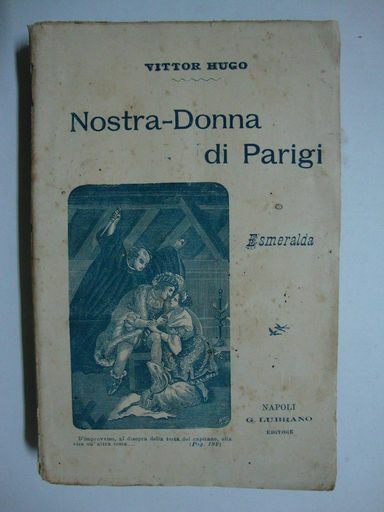 VITTOR HUGO
Nostra-Donna
di Parigi
Esmeralda
NAPOLI
G. LUBRANO
EDITORE
D'improvviso, al disopra della testa del capitano, ella
vide un' altra testa....
(Pag. 199)